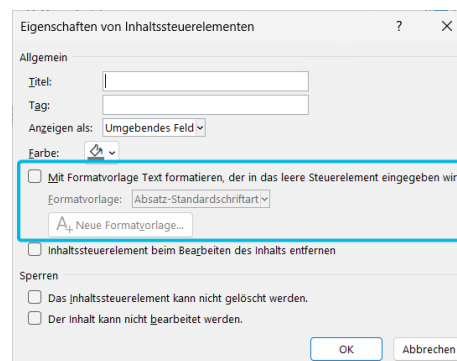 Eigenschaften von Inhaltssteuerelementen ? ×
Allgemein
Titel:
Tag:
Anzeigen als: Umgebendes Feld
Farbe:
Mit Formatvorlage Text formatieren, der in das leere Steuerelement eingegeben wir
Formatvorlage: Absatz-Standardschriftart
A+ Neue Formatvorlage...
Inhaltssteuerelement beim Bearbeiten des Inhalts entfernen
Sperren
Das Inhaltssteuerelement kann nicht gelöscht werden.
Der Inhalt kann nicht bearbeitet werden.
OK Abbrechen